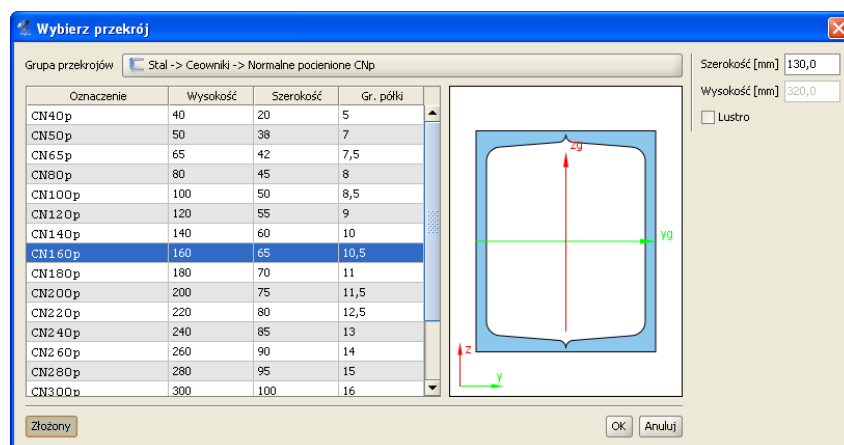 Wybierz przekrój
Grupa przekrojów Stal -> Ceowniki -> Normalne pocienione CNp
Szerokość [mm] 130,0
Wysokość [mm] 320,0
Lustro
Oznaczenie Wysokość Szerokość Gr. półki
CN40p 40 20 5
CN50p 50 38 7
CN65p 65 42 7,5
CN80p 80 45 8
CN100p 100 50 8,5
CN120p 120 55 9
CN140p 140 60 10
CN160p 160 65 10,5
CN180p 180 70 11
CN200p 200 75 11,5
CN220p 220 80 12,5
CN240p 240 85 13
CN260p 260 90 14
CN280p 280 95 15
CN300p 300 100 16
zg
yg
z
y
Złożony OK Anuluj